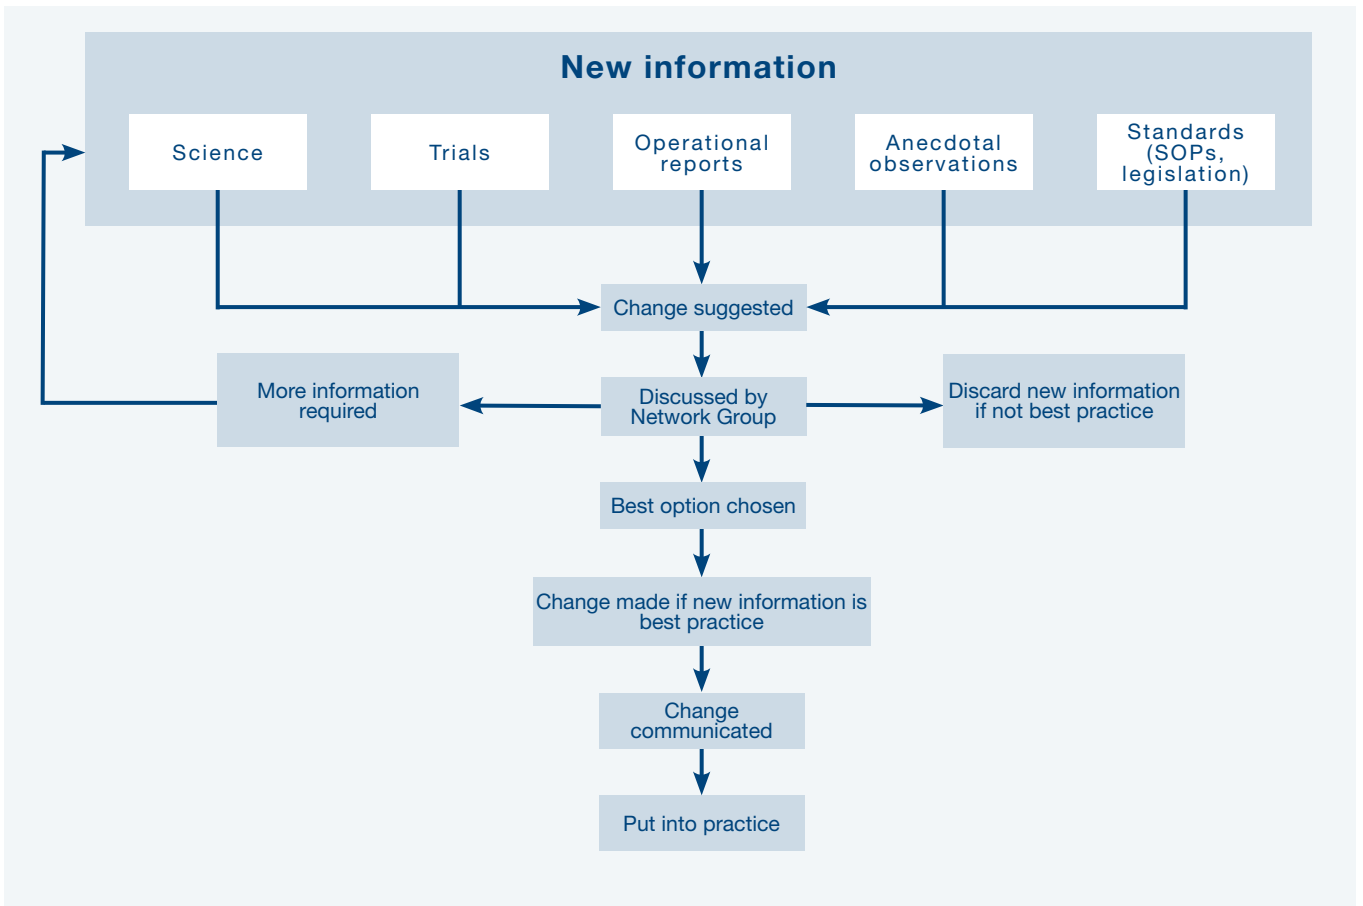 New information
Science
Trials
Operational
reports
Anecdotal
observations
Standards
(SOPs,
legislation)
Change suggested
More information
required
Discussed by
Network Group
Discard new information
if not best practice
Best option chosen
Change made if new information is
best practice
Change
communicated
Put into practice